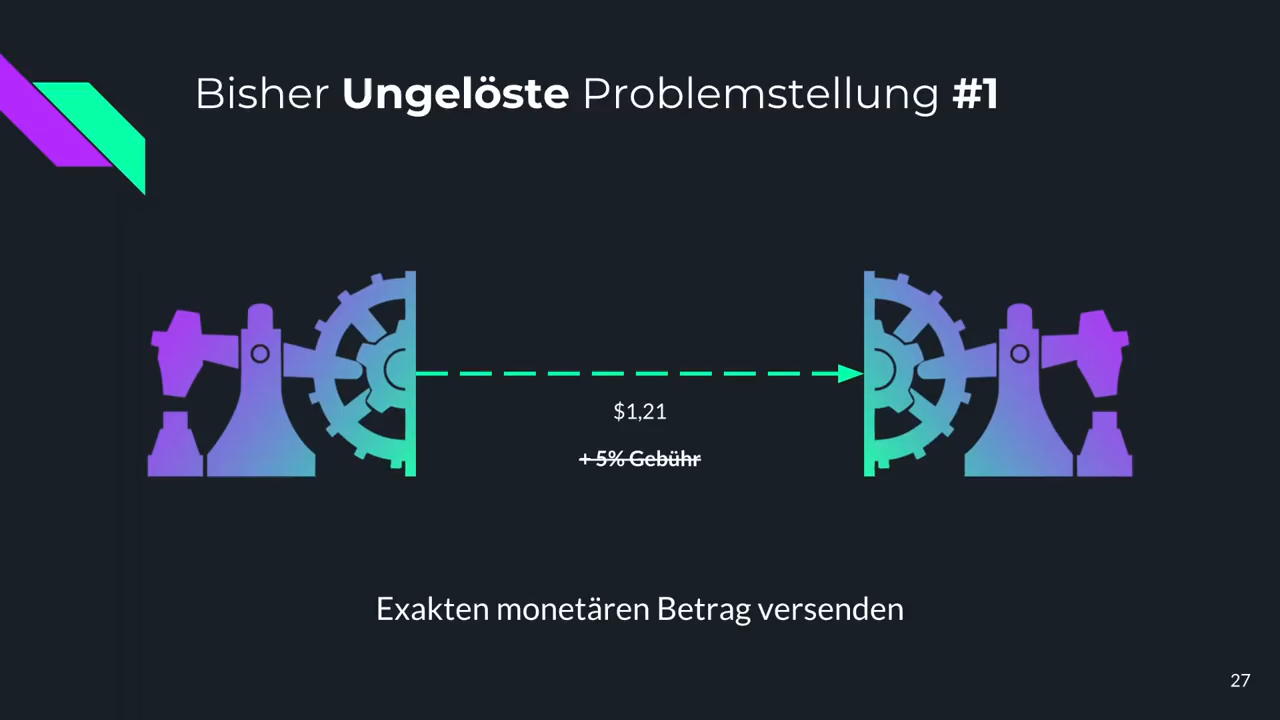 Bisher Ungelöste Problemstellung #1
$1,21
+ 5% Gebühr
Exakten monetären Betrag versenden
27